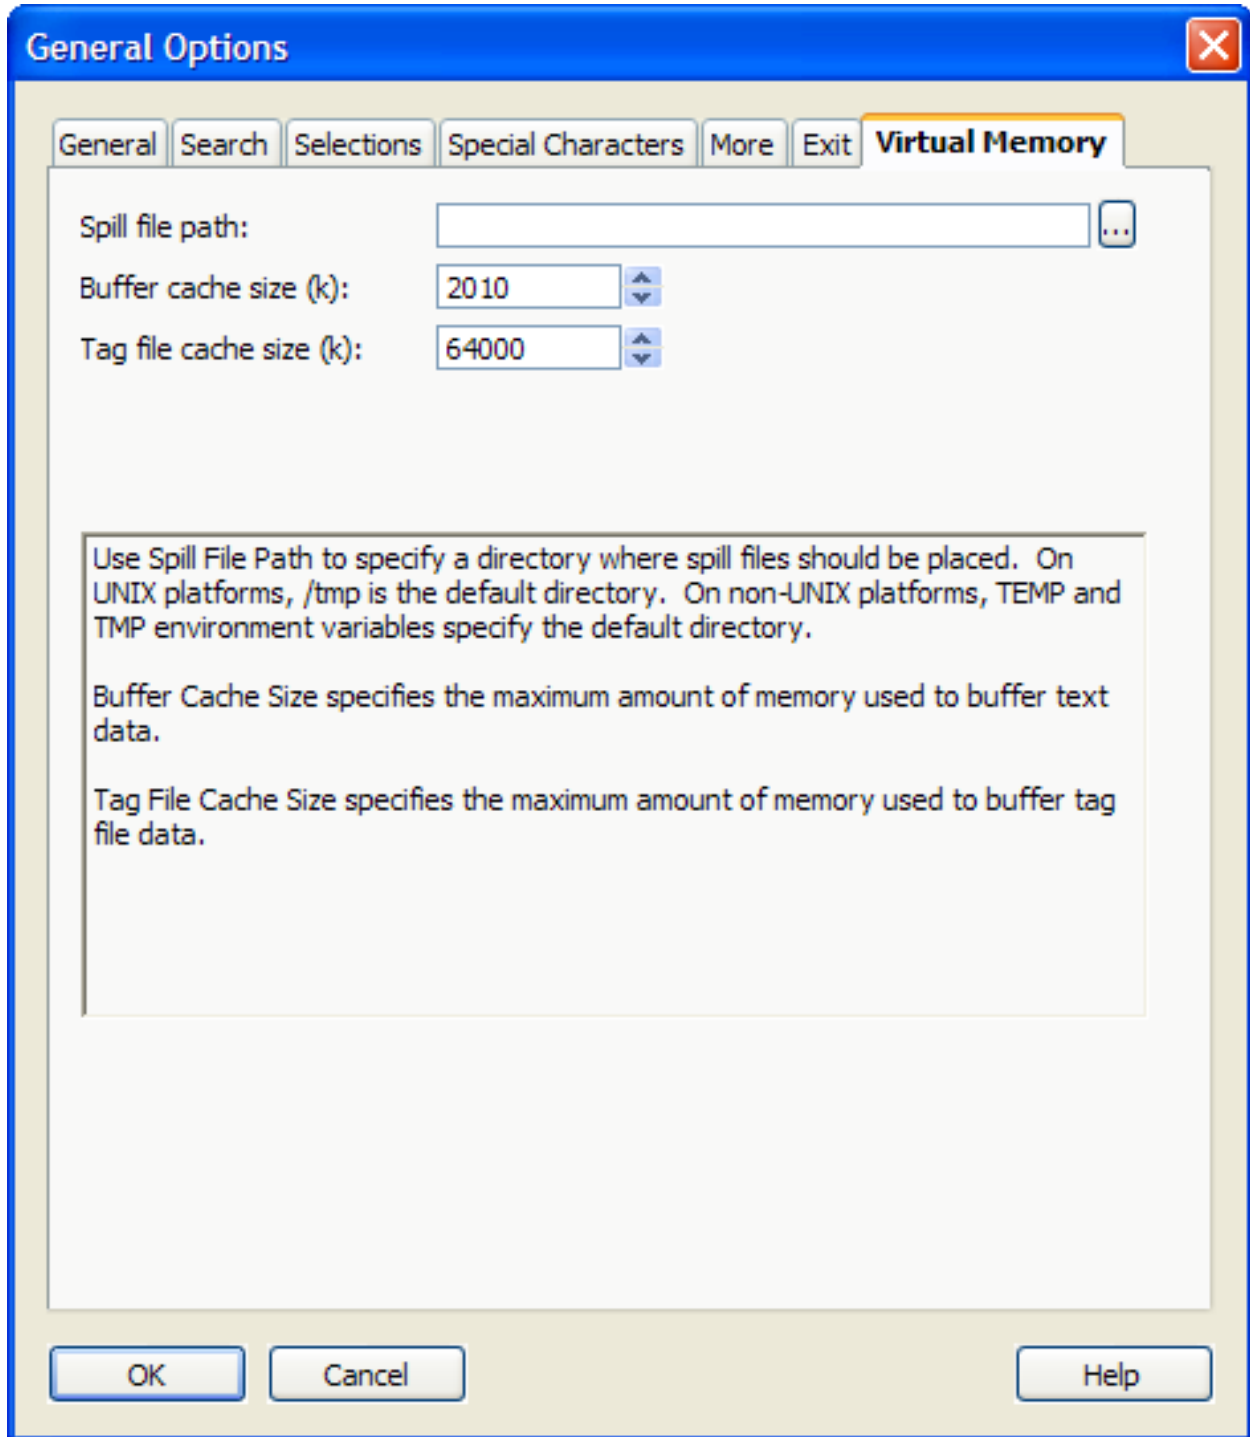 General Options
General Search Selections Special Characters More Exit Virtual Memory
Spill file path: ...
Buffer cache size (k): 2010
Tag file cache size (k): 64000
Use Spill File Path to specify a directory where spill files should be placed.  On
UNIX platforms, /tmp is the default directory.  On non-UNIX platforms, TEMP and
TMP environment variables specify the default directory.
Buffer Cache Size specifies the maximum amount of memory used to buffer text
data.
Tag File Cache Size specifies the maximum amount of memory used to buffer tag
file data.
OK Cancel Help